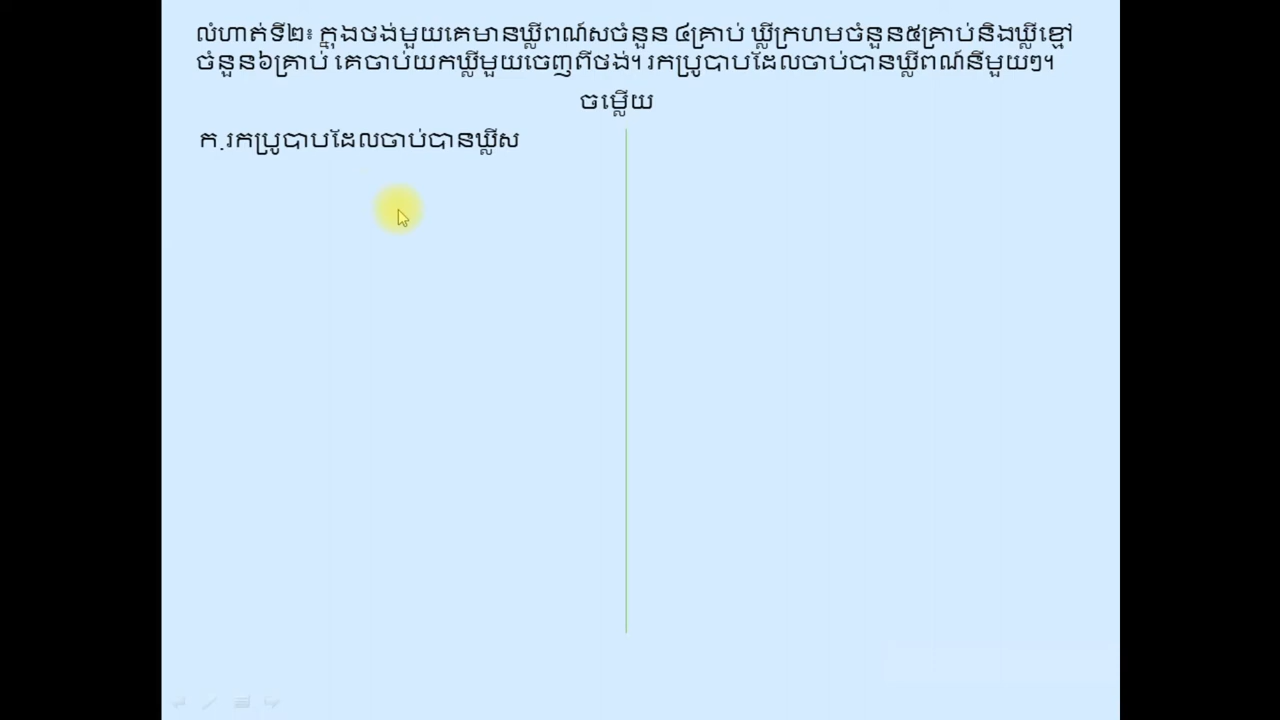 លំហាត់ទី២៖ ក្នុងថង់មួយគេមានឃ្លីពណ៍សចំនួន ៤គ្រាប់ ឃ្លីក្រហមចំនួន៥គ្រាប់និងឃ្លីខ្មៅ
ចំនួន៦គ្រាប់ គេចាប់យកឃ្លីមួយចេញពីថង់។ រកប្រូបាបដែលចាប់បានឃ្លីពណ៍នីមួយៗ។
ចម្លើយ
ក.រកប្រូបាបដែលចាប់បានឃ្លីស